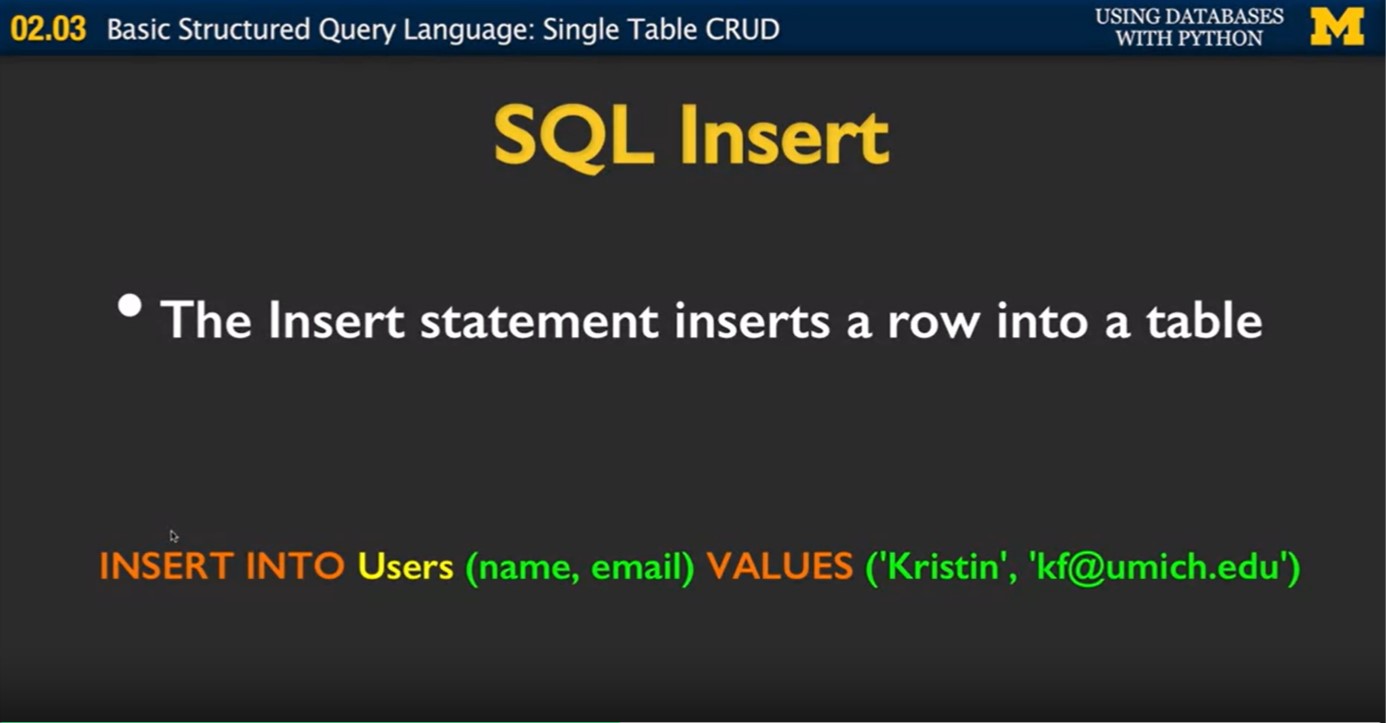 02.03 Basic Structured Query Language: Single Table CRUD
USING DATABASES
WITH PYTHON
M
SQL Insert
• The Insert statement inserts a row into a table
INSERT INTO Users (name, email) VALUES ('Kristin', 'kf@umich.edu')